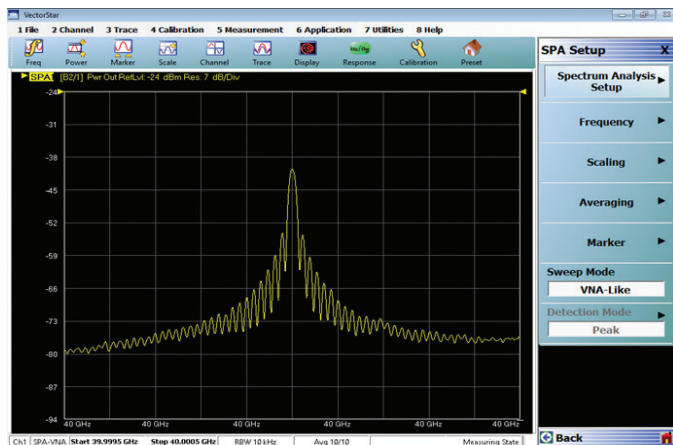 VectorStar
1 File 2 Channel 3 Trace 4 Calibration 5 Measurement 6 Application 7 Utilities 8 Help
Freq Power Marker Scale Channel Trace Display Response Calibration Preset
SPA1 [B2/1] Pwr Out RefLvl: -24 dBm Res: 7 dB/Div
-24
-31
-38
-45
-52
-59
-66
-73
-80
-87
-94
40 GHz 40 GHz 40 GHz 40 GHz 40 GHz 40 GHz
Ch1 SPA-VNA Start 39.9995 GHz Stop 40.0005 GHz RBW 10 kHz Avg 10/10 Measuring State
SPA Setup X
Spectrum Analysis
Setup
Frequency
Scaling
Averaging
Marker
Sweep Mode
VNA-Like
Detection Mode
Peak
Back